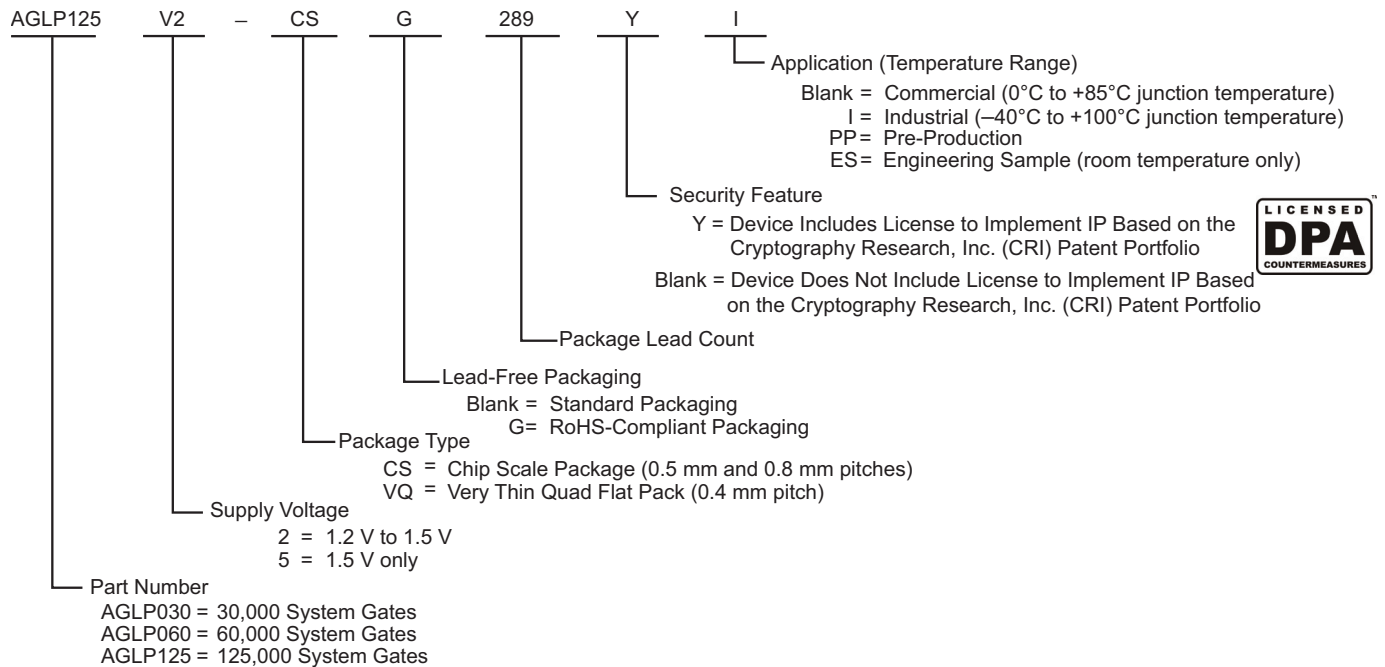 AGLP125 V2 – CS G 289 Y I
Application (Temperature Range)
Blank = Commercial (0°C to +85°C junction temperature)
I = Industrial (–40°C to +100°C junction temperature)
PP = Pre-Production
ES = Engineering Sample (room temperature only)
Security Feature
Y = Device Includes License to Implement IP Based on the
Cryptography Research, Inc. (CRI) Patent Portfolio
Blank = Device Does Not Include License to Implement IP Based
on the Cryptography Research, Inc. (CRI) Patent Portfolio
LICENSED
DPA
COUNTERMEASURES
™
Package Lead Count
Lead-Free Packaging
Blank = Standard Packaging
G= RoHS-Compliant Packaging
Package Type
CS = Chip Scale Package (0.5 mm and 0.8 mm pitches)
VQ = Very Thin Quad Flat Pack (0.4 mm pitch)
Supply Voltage
2 = 1.2 V to 1.5 V
5 = 1.5 V only
Part Number
AGLP030 = 30,000 System Gates
AGLP060 = 60,000 System Gates
AGLP125 = 125,000 System Gates